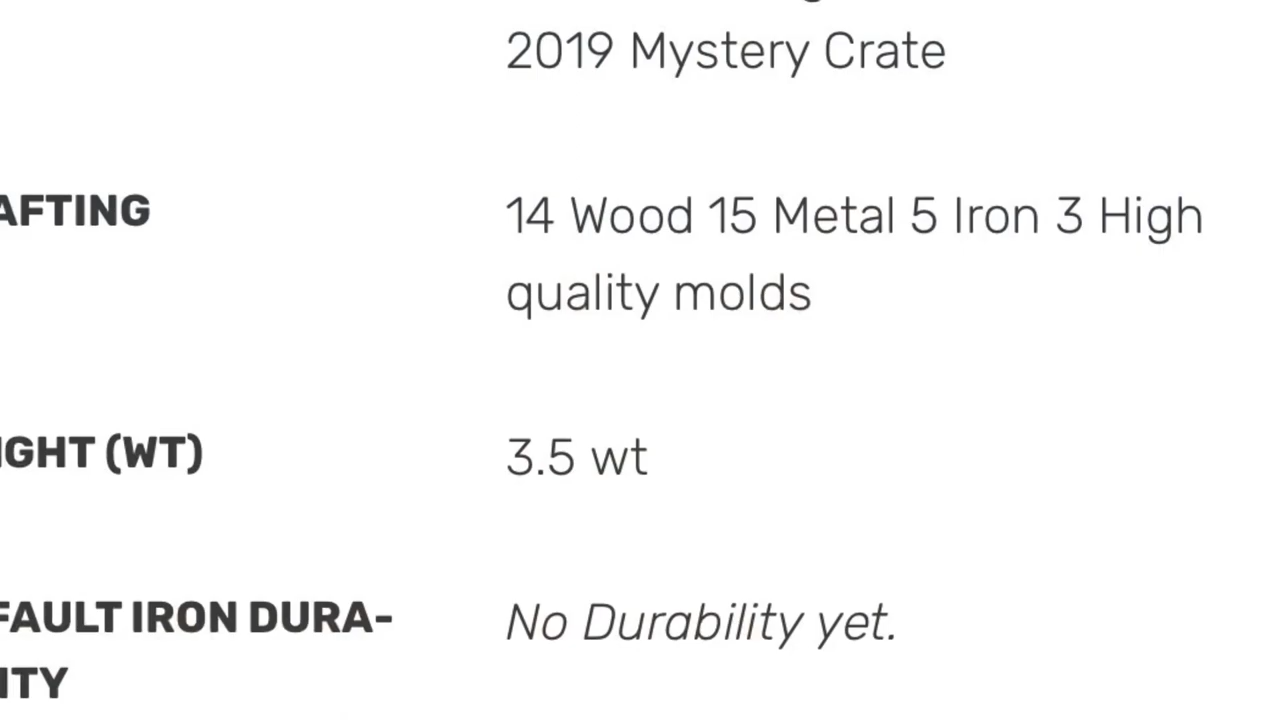 2019 Mystery Crate
AFTING
14 Wood 15 Metal 5 Iron 3 High
quality molds
IGHT (WT)
3.5 wt
FAULT IRON DURA-
ITY
No Durability yet.